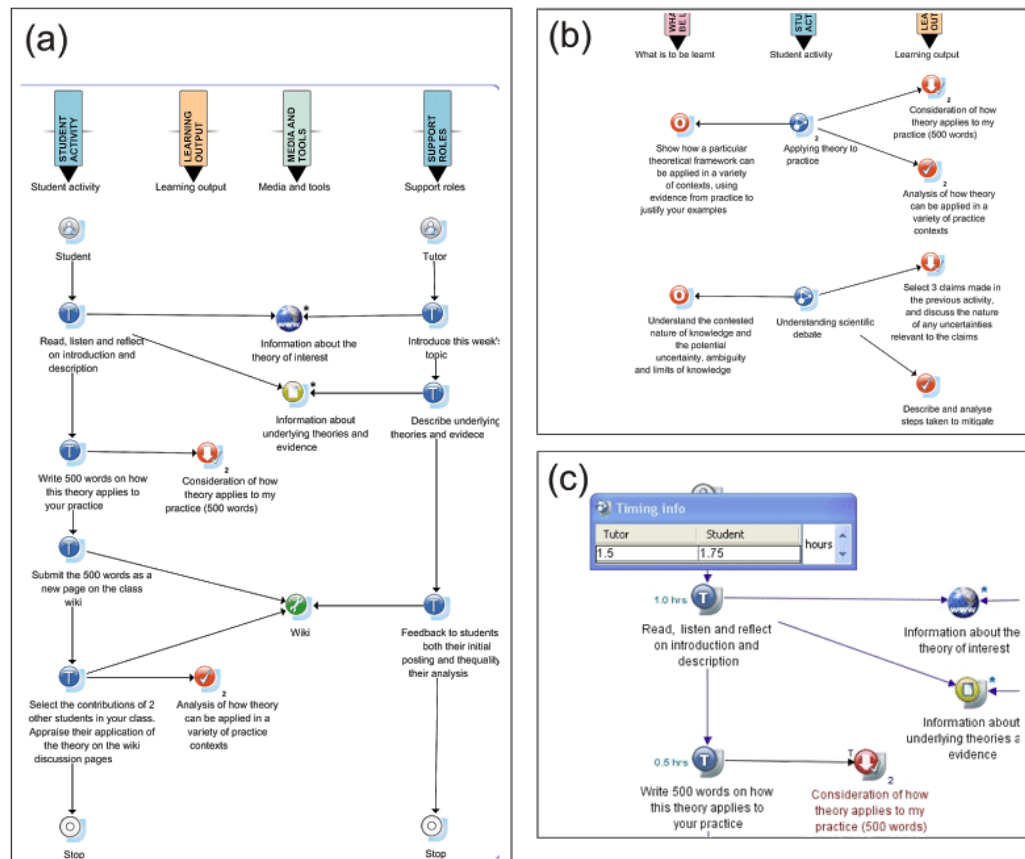 (a)
STUDENT
ACTIVITY
LEARNING
OUTPUT
MEDIA AND
TOOLS
SUPPORT
ROLES
Student activity
Learning output
Media and tools
Support roles
Student
Tutor
T
WWW
*
T
Read, listen and reflect
on introduction and
description
Information about the
theory of interest
Introduce this week's
topic
*
T
Information about
underlying theories and
evidence
Describe underlying
theories and evidece
T
2
Write 500 words on how
this theory applies to
your practice
Consideration of how
theory applies to my
practice (500 words)
T
Submit the 500 words as a
new page on the class
wiki
Wiki
T
Feedback to students
both their initial
posting and thequality
their analysis
T
2
Select the contributions of 2
other students in your class.
Appraise their application of
the theory on the wiki
discussion pages
Analysis of how theory
can be applied in a
variety of practice
contexts
Stop
Stop
(b)
WHA
BE L
STU
ACT
LEA
OUT
What is to be learnt
Student activity
Learning output
2
Consideration of how
theory applies to my
practice (500 words)
2
Show how a particular
theoretical framework can
be applied in a variety
of contexts, using
evidence from practice to
justify your examples
Applying theory to
practice
2
Analysis of how theory
can be applied in a
variety of practice
contexts
Select 3 claims made in
the previous activity,
and discuss the nature
of any uncertainties
relevant to the claims
Understand the contested
nature of knowledge and
the potential
uncertainty, ambiguity
and limits of knowledge
Understanding scientific
debate
Describe and analyse
steps taken to mitigate
(c)
Timing info
Tutor
Student
1.5
1.75
hours
1.0 hrs
T
WWW
*
Read, listen and reflect
on introduction and
description
Information about the
theory of interest
*
Information about
underlying theories a
evidence
0.5 hrs
T
T
2
Write 500 words on how
this theory applies to
your practice
Consideration of how
theory applies to my
practice (500 words)